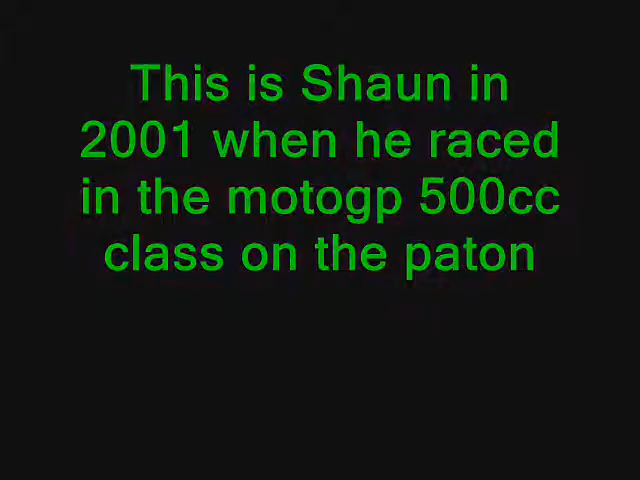 This is Shaun in
2001 when he raced
in the motogp 500cc
class on the paton